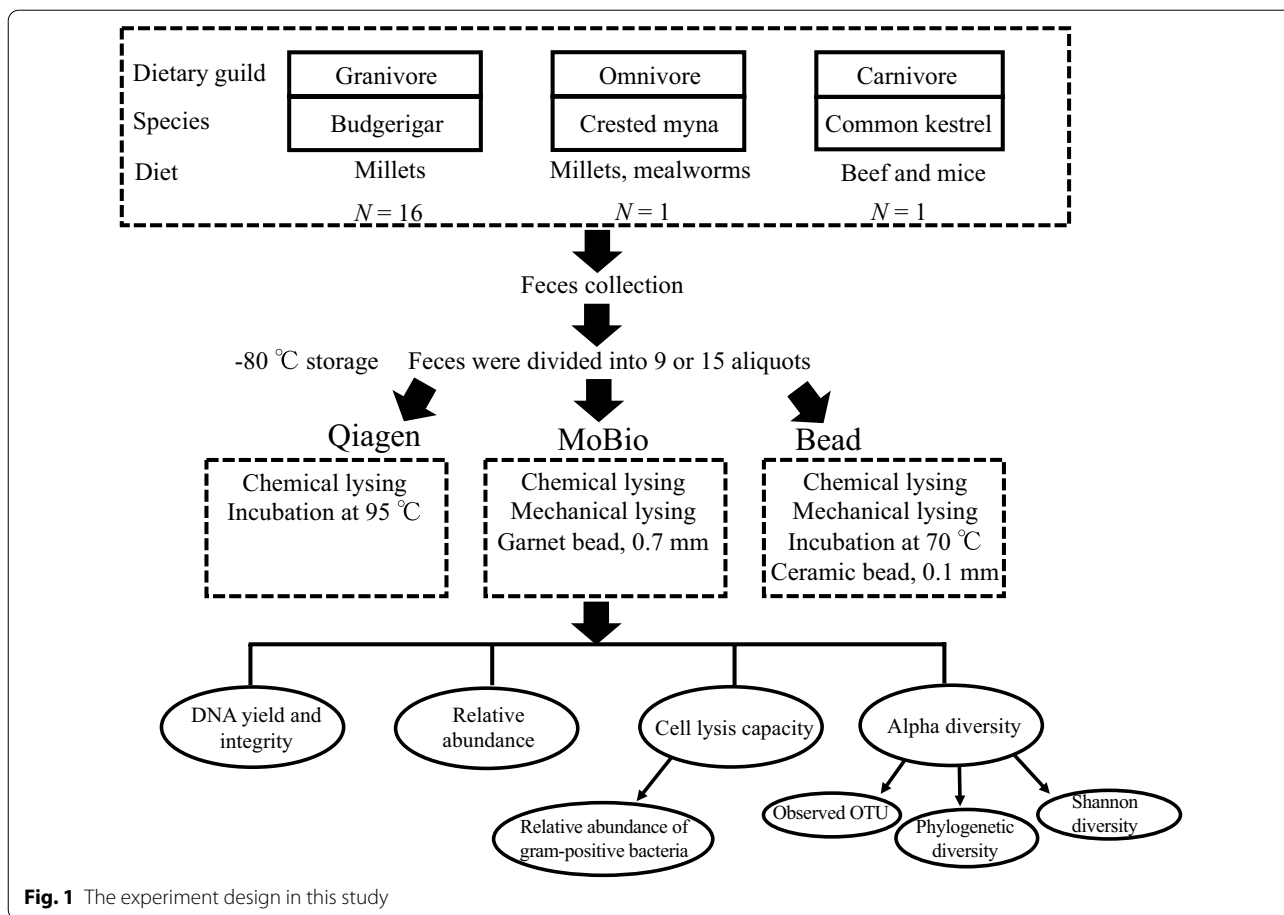 Dietary guild Granivore Omnivore Carnivore
Species Budgerigar Crested myna Common kestrel
Diet Millets Millets, mealworms Beef and mice
N = 16 N = 1 N = 1
Feces collection
-80 ℃ storage Feces were divided into 9 or 15 aliquots
Qiagen MoBio Bead
Chemical lysing
Incubation at 95 ℃
Chemical lysing
Mechanical lysing
Garnet bead, 0.7 mm
Chemical lysing
Mechanical lysing
Incubation at 70 ℃
Ceramic bead, 0.1 mm
DNA yield and
integrity
Relative
abundance
Cell lysis capacity
Alpha diversity
Relative abundance of
gram-positive bacteria
Observed OTU
Phylogenetic
diversity
Shannon
diversity
Fig. 1 The experiment design in this study